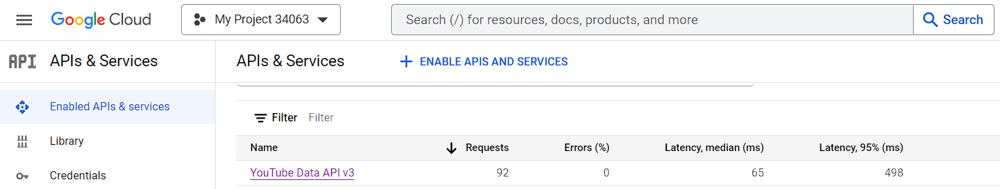 Google Cloud My Project 34063 Search (/) for resources, docs, products, and more Search
API APIs & Services APIs & Services + ENABLE APIS AND SERVICES
Enabled APIs & services
Filter Filter
Library
Name Requests Errors (%) Latency, median (ms) Latency, 95% (ms)
Credentials
YouTube Data API v3 92 0 65 498